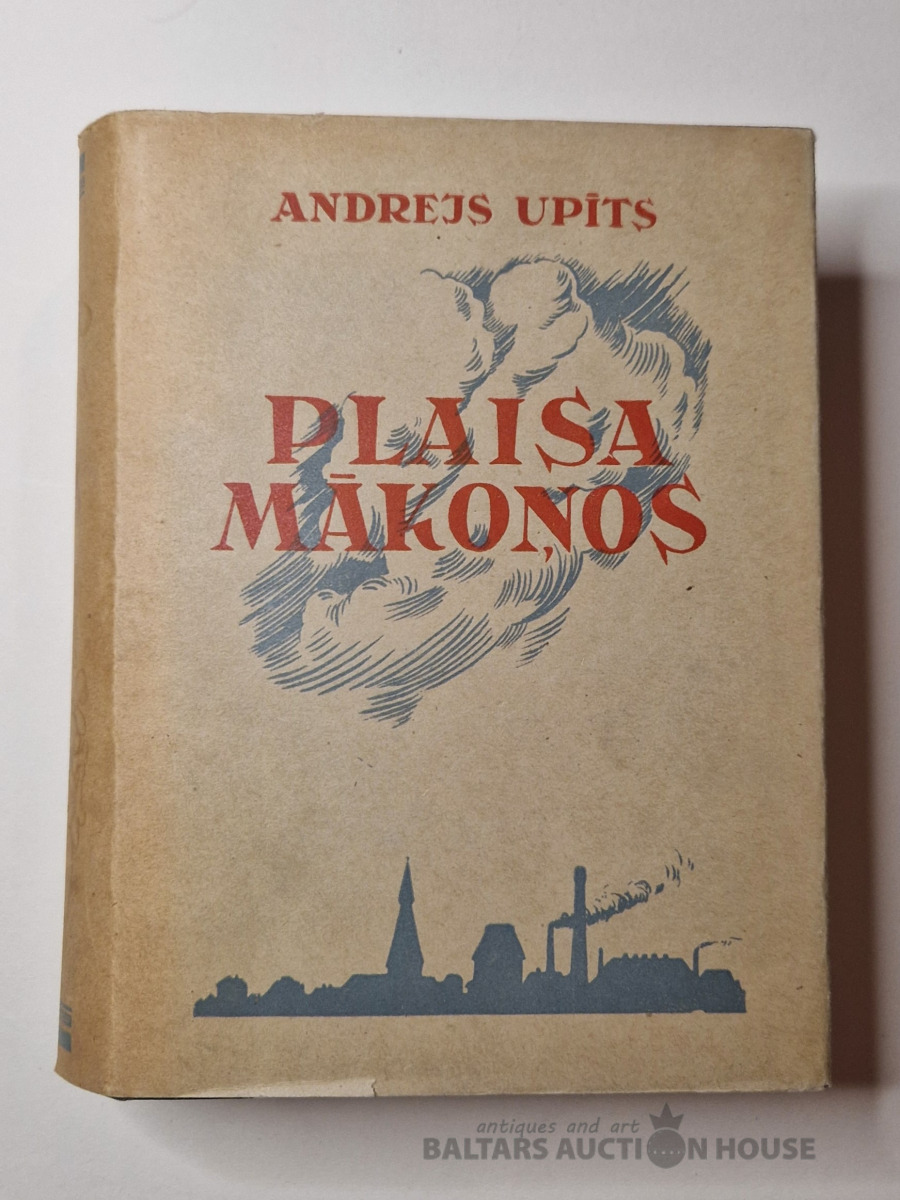 ANDREJS UPĪTS
PLAISA
MĀKOŅOS
antiques and art
BALTARS AUCTION HOUSE